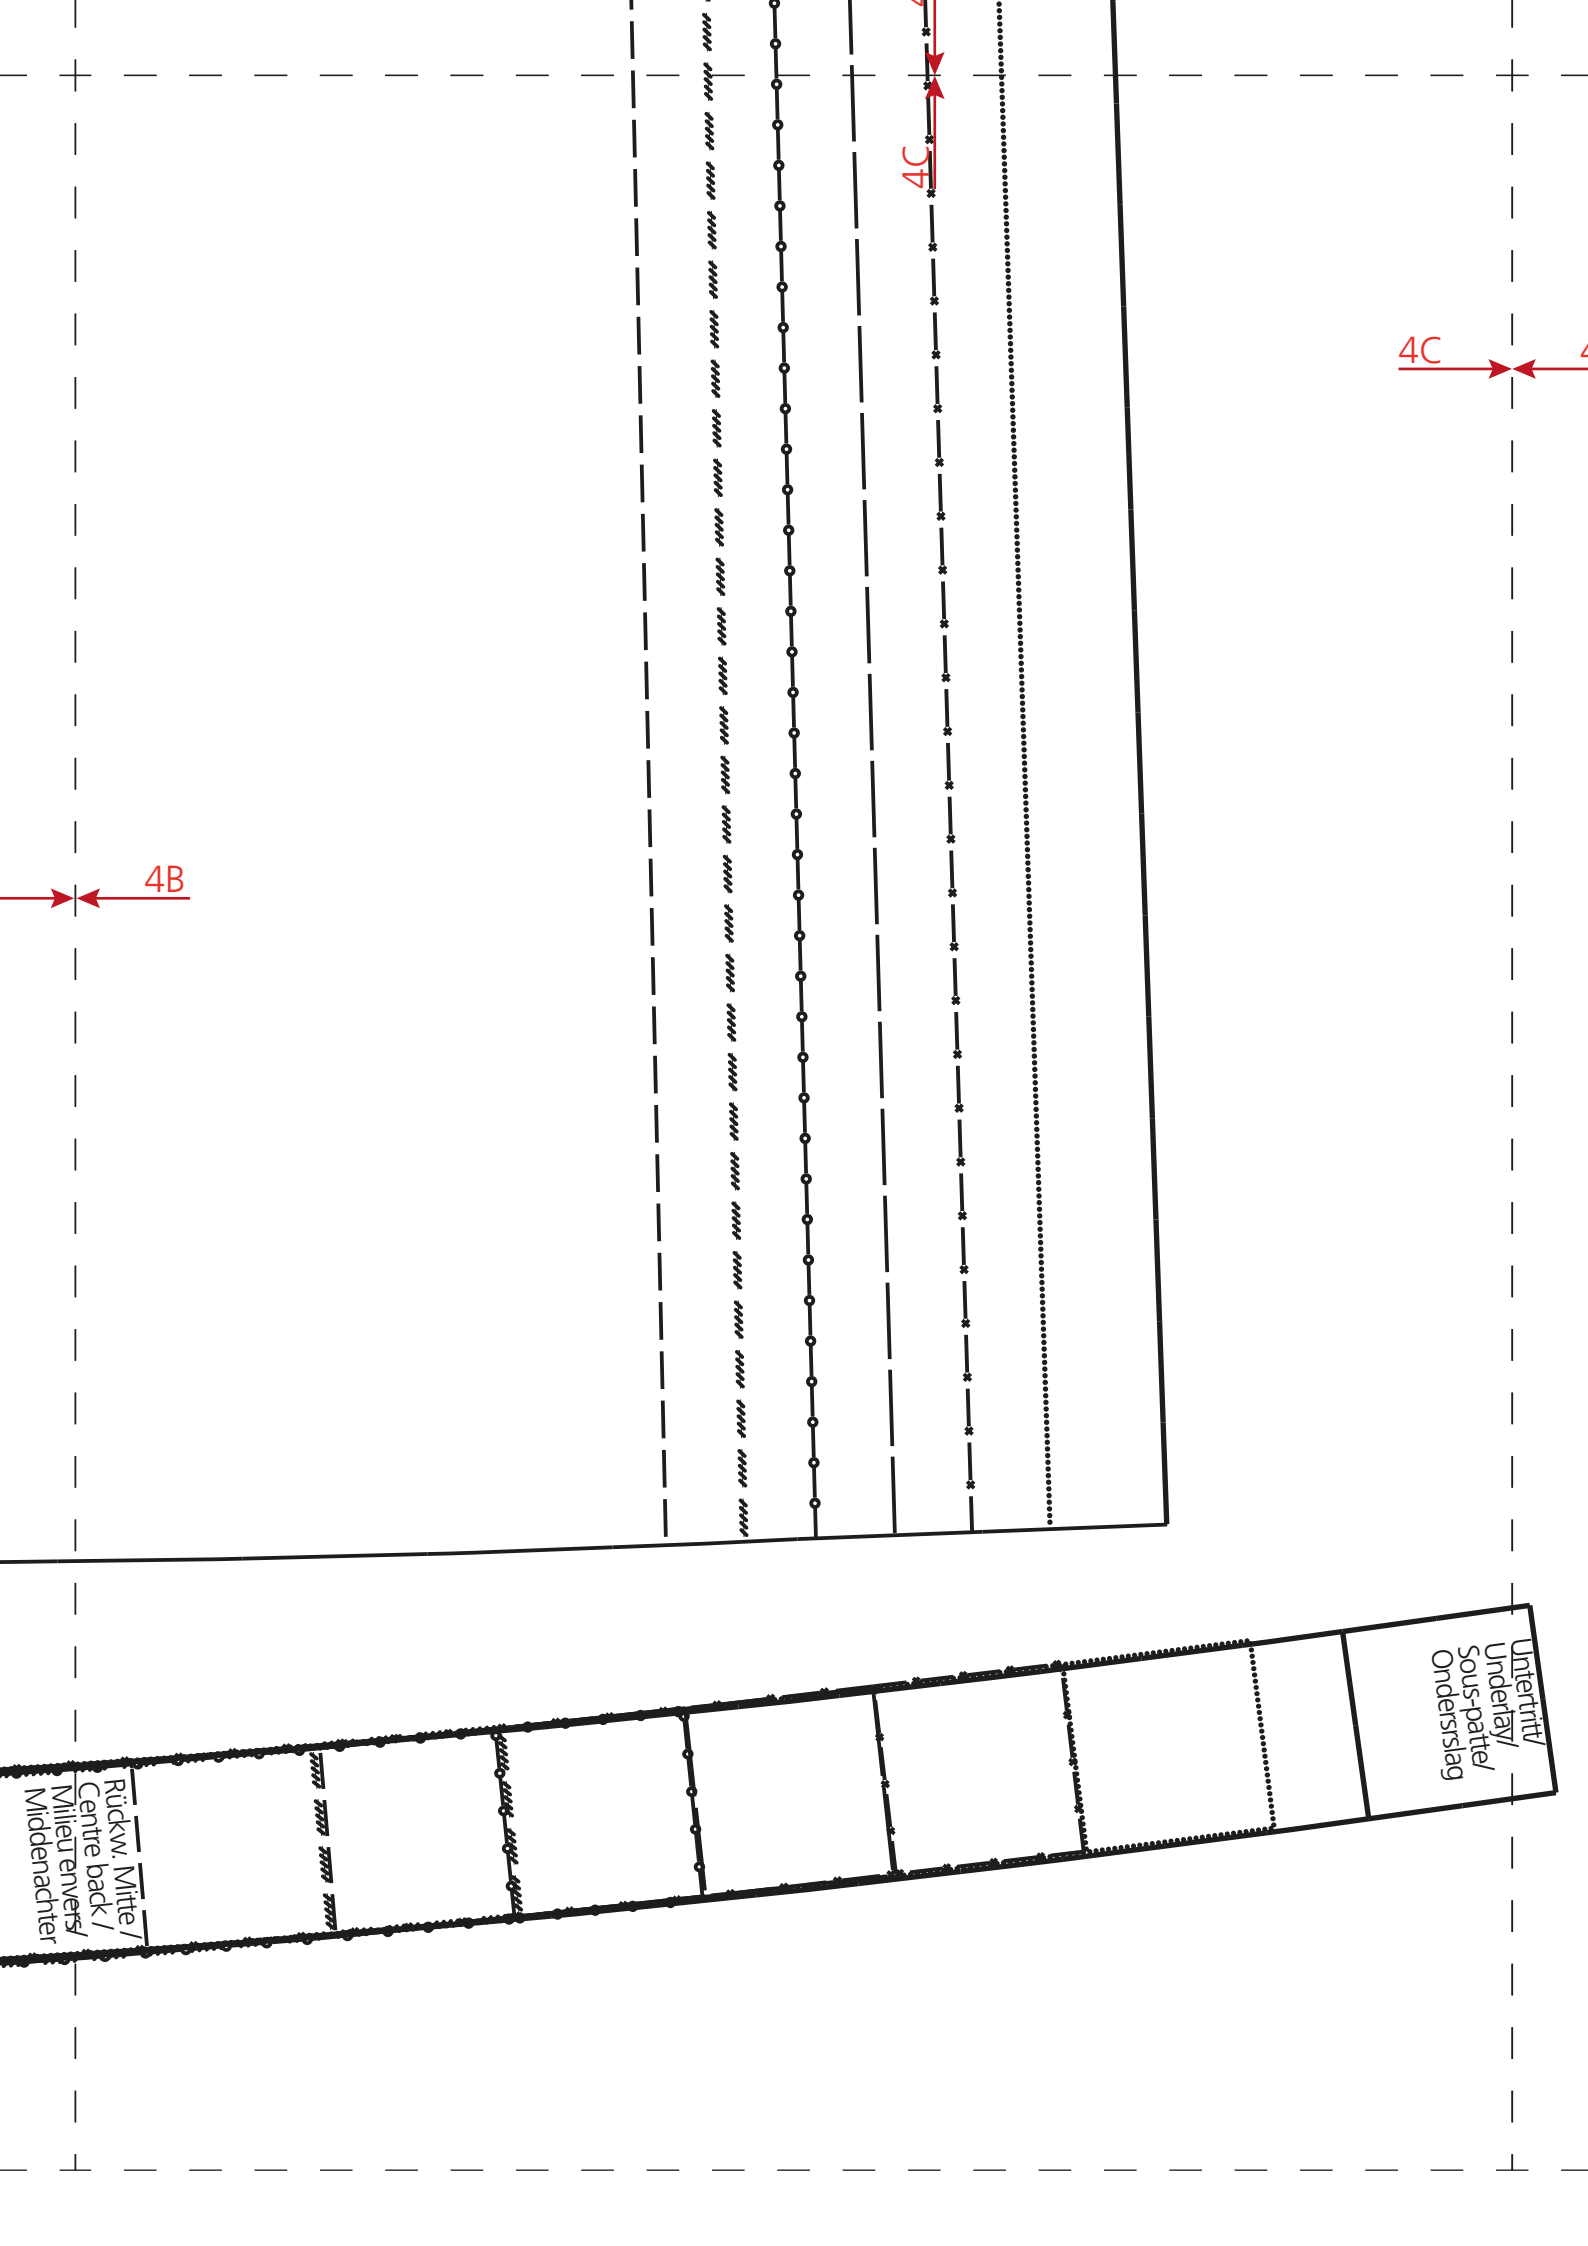 4C
4C
4B
Untertritt/
Underlay/
Sous-patte/
Ondersrslag
Rückw. Mitte /
Centre back /
Milieu envers/
Middenachter